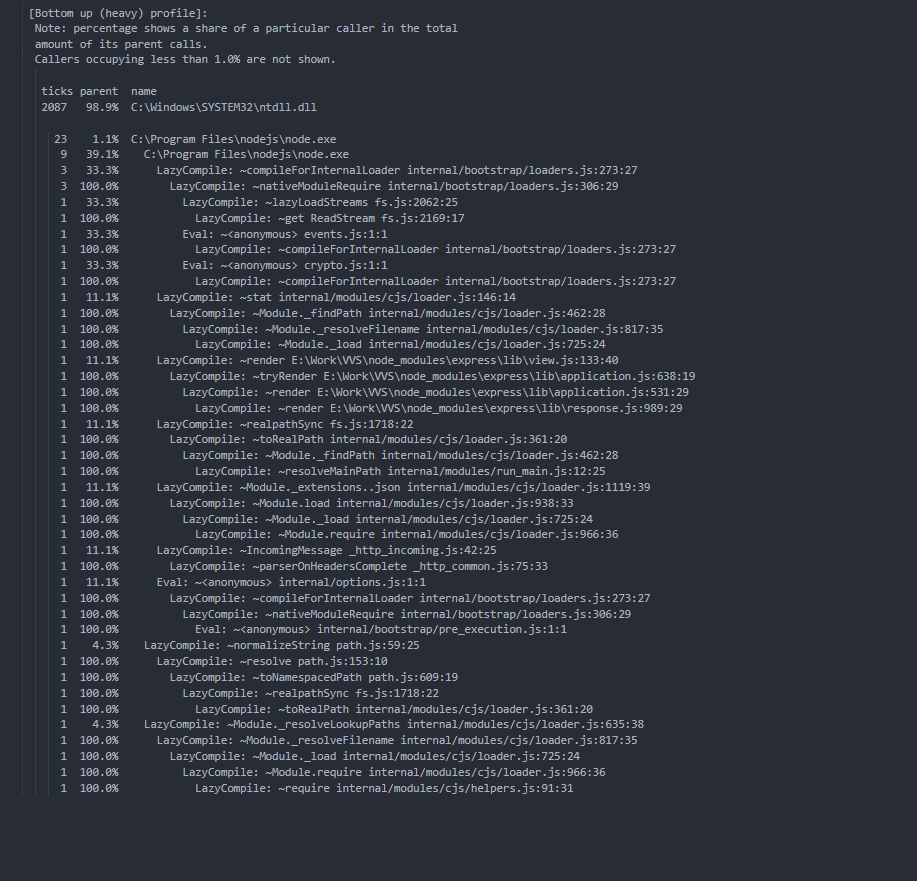 [Bottom up (heavy) profile]:
Note: percentage shows a share of a particular caller in the total
amount of its parent calls.
Callers occupying less than 1.0% are not shown.
ticks parent name
2087 98.9% C:\Windows\SYSTEM32\ntdll.dll
23 1.1% C:\Program Files\nodejs\node.exe
9 39.1% C:\Program Files\nodejs\node.exe
3 33.3% LazyCompile: ~compileForInternalLoader internal/bootstrap/loaders.js:273:27
3 100.0% LazyCompile: ~nativeModuleRequire internal/bootstrap/loaders.js:306:29
1 33.3% LazyCompile: ~lazyLoadStreams fs.js:2062:25
1 100.0% LazyCompile: ~get ReadStream fs.js:2169:17
1 33.3% Eval: ~<anonymous> events.js:1:1
1 100.0% LazyCompile: ~compileForInternalLoader internal/bootstrap/loaders.js:273:27
1 33.3% Eval: ~<anonymous> crypto.js:1:1
1 100.0% LazyCompile: ~compileForInternalLoader internal/bootstrap/loaders.js:273:27
1 11.1% LazyCompile: ~stat internal/modules/cjs/loader.js:146:14
1 100.0% LazyCompile: ~Module._findPath internal/modules/cjs/loader.js:462:28
1 100.0% LazyCompile: ~Module._resolveFilename internal/modules/cjs/loader.js:817:35
1 100.0% LazyCompile: ~Module._load internal/modules/cjs/loader.js:725:24
1 11.1% LazyCompile: ~render E:\Work\VVS\node_modules\express\lib\view.js:133:40
1 100.0% LazyCompile: ~tryRender E:\Work\VVS\node_modules\express\lib\application.js:638:19
1 100.0% LazyCompile: ~render E:\Work\VVS\node_modules\express\lib\application.js:531:29
1 100.0% LazyCompile: ~render E:\Work\VVS\node_modules\express\lib\response.js:989:29
1 11.1% LazyCompile: ~realpathSync fs.js:1718:22
1 100.0% LazyCompile: ~toRealPath internal/modules/cjs/loader.js:361:20
1 100.0% LazyCompile: ~Module._findPath internal/modules/cjs/loader.js:462:28
1 100.0% LazyCompile: ~resolveMainPath internal/modules/run_main.js:12:25
1 11.1% LazyCompile: ~Module._extensions..json internal/modules/cjs/loader.js:1119:39
1 100.0% LazyCompile: ~Module.load internal/modules/cjs/loader.js:938:33
1 100.0% LazyCompile: ~Module._load internal/modules/cjs/loader.js:725:24
1 100.0% LazyCompile: ~Module.require internal/modules/cjs/loader.js:966:36
1 11.1% LazyCompile: ~IncomingMessage _http_incoming.js:42:25
1 100.0% LazyCompile: ~parserOnHeadersComplete _http_common.js:75:33
1 11.1% Eval: ~<anonymous> internal/options.js:1:1
1 100.0% LazyCompile: ~compileForInternalLoader internal/bootstrap/loaders.js:273:27
1 100.0% LazyCompile: ~nativeModuleRequire internal/bootstrap/loaders.js:306:29
1 100.0% Eval: ~<anonymous> internal/bootstrap/pre_execution.js:1:1
1 4.3% LazyCompile: ~normalizeString path.js:59:25
1 100.0% LazyCompile: ~resolve path.js:153:10
1 100.0% LazyCompile: ~toNamespacedPath path.js:609:19
1 100.0% LazyCompile: ~realpathSync fs.js:1718:22
1 100.0% LazyCompile: ~toRealPath internal/modules/cjs/loader.js:361:20
1 4.3% LazyCompile: ~Module._resolveLookupPaths internal/modules/cjs/loader.js:635:38
1 100.0% LazyCompile: ~Module._resolveFilename internal/modules/cjs/loader.js:817:35
1 100.0% LazyCompile: ~Module._load internal/modules/cjs/loader.js:725:24
1 100.0% LazyCompile: ~Module.require internal/modules/cjs/loader.js:966:36
1 100.0% LazyCompile: ~require internal/modules/cjs/helpers.js:91:31